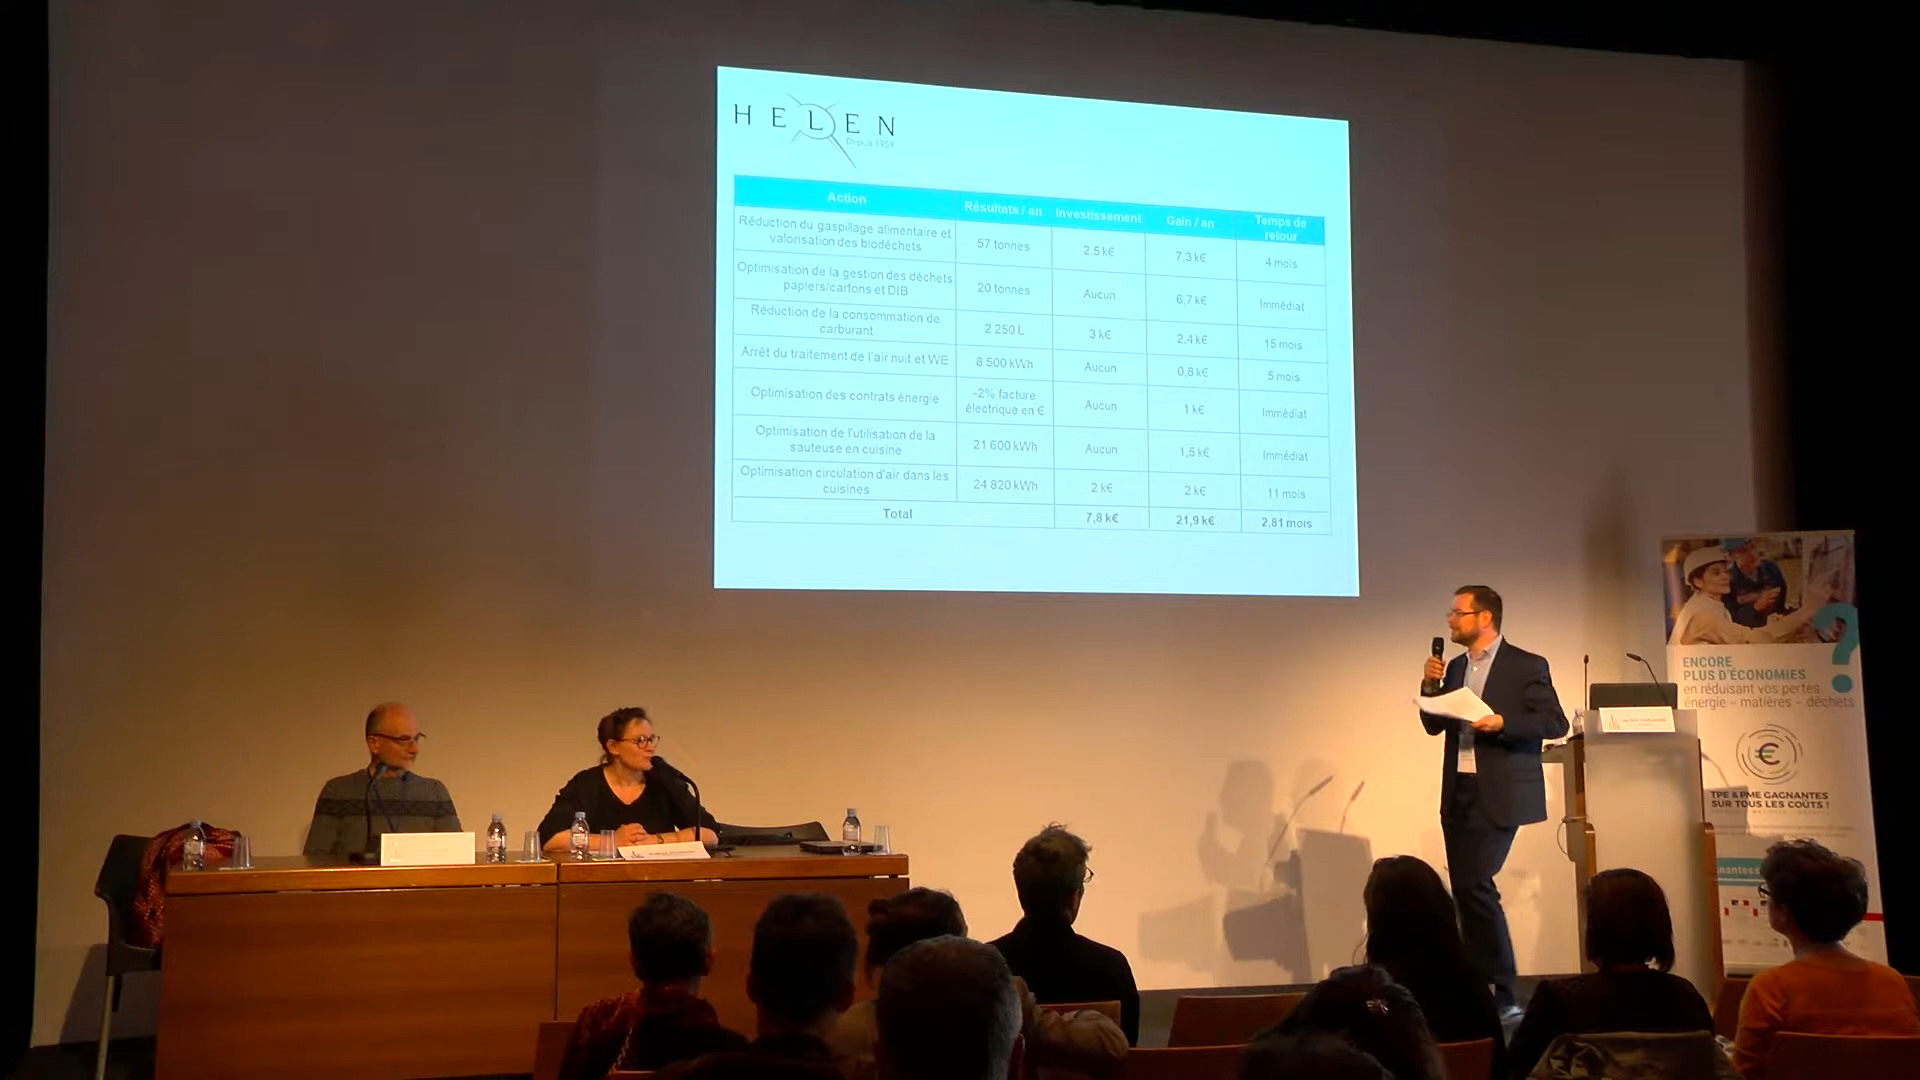 HELEN
Depuis 1959
Action Résultats / an Investissement Gain / an Temps de
retour
Réduction du gaspillage alimentaire et
valorisation des biodéchets 57 tonnes 2,5 k€ 7,3 k€ 4 mois
Optimisation de la gestion des déchets
papiers/cartons et DIB 20 tonnes Aucun 6,7 k€ Immédiat
Réduction de la consommation de
carburant 2 250 L 3 k€ 2,4 k€ 15 mois
Arrêt du traitement de l'air nuit et WE 8 500 kWh Aucun 0,8 k€ 5 mois
Optimisation des contrats énergie -2% facture
électrique en € Aucun 1 k€ Immédiat
Optimisation de l'utilisation de la
sauteuse en cuisine 21 600 kWh Aucun 1,5 k€ Immédiat
Optimisation circulation d'air dans les
cuisines 24 820 kWh 2 k€ 2 k€ 11 mois
Total 7,8 k€ 21,9 k€ 2,81 mois
?
ENCORE
PLUS D'ÉCONOMIES
en réduisant vos pertes
énergie – matières – déchets
€
TPE & PME GAGNANTES
SUR TOUS LES COÛTS !